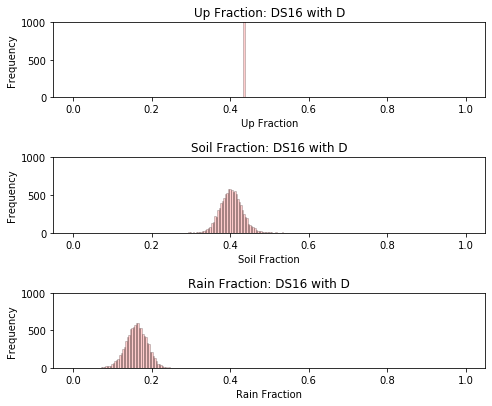 Up Fraction: DS16 with D
1000
500
0
Frequency
0.0 0.2 0.4 0.6 0.8 1.0
Up Fraction
Soil Fraction: DS16 with D
1000
500
0
Frequency
0.0 0.2 0.4 0.6 0.8 1.0
Soil Fraction
Rain Fraction: DS16 with D
1000
500
0
Frequency
0.0 0.2 0.4 0.6 0.8 1.0
Rain Fraction